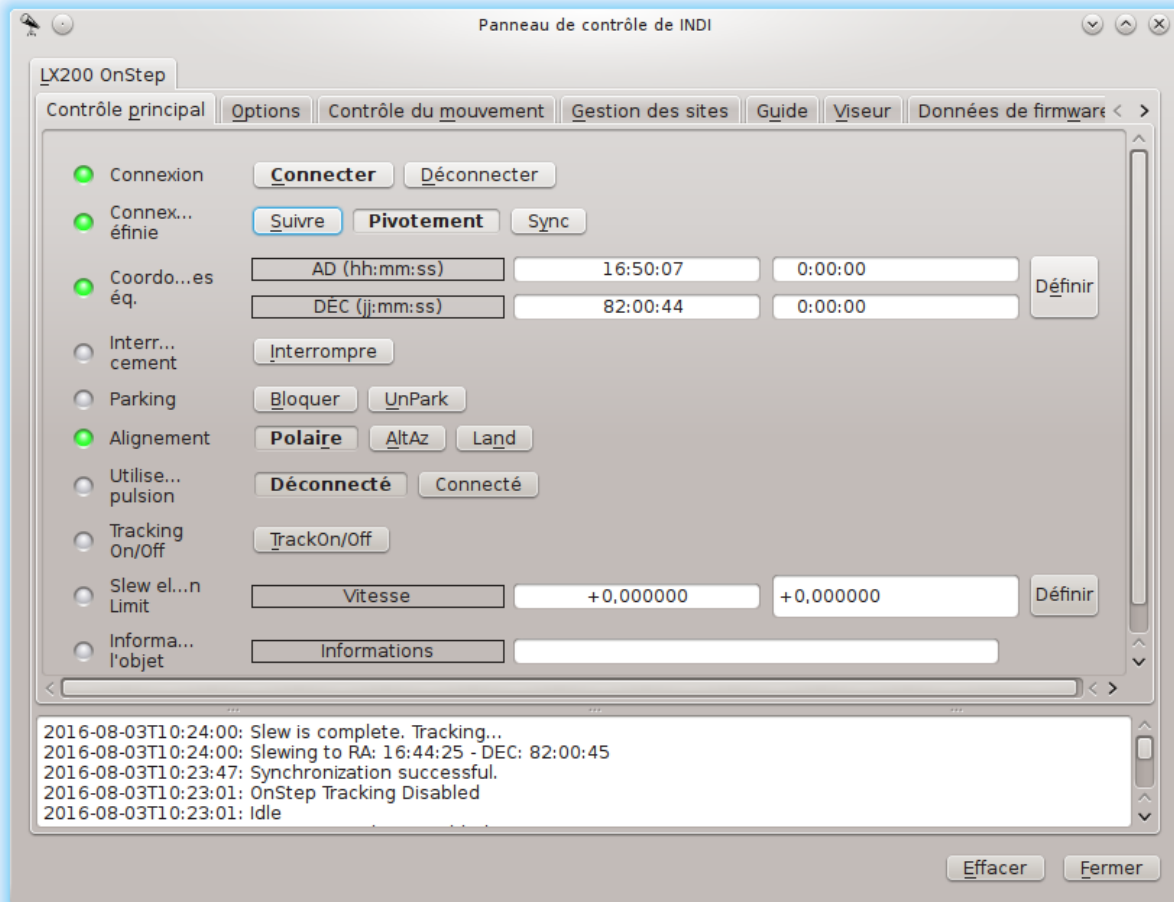 Panneau de contrôle de INDI
LX200 OnStep
Contrôle principal Options Contrôle du mouvement Gestion des sites Guide Viseur Données de firmware
Connexion Connecter Déconnecter
Connex...
éfinie
Suivre Pivotement Sync
Coordo...es
éq.
AD (hh:mm:ss) 16:50:07 0:00:00
DÉC (jj:mm:ss) 82:00:44 0:00:00
Définir
Interr...
cement
Interrompre
Parking Bloquer UnPark
Alignement Polaire AltAz Land
Utilise...
pulsion
Déconnecté Connecté
Tracking
On/Off
TrackOn/Off
Slew el...n
Limit
Vitesse +0,000000 +0,000000 Définir
Informa...
l'objet
Informations
2016-08-03T10:24:00: Slew is complete. Tracking...
2016-08-03T10:24:00: Slewing to RA: 16:44:25 - DEC: 82:00:45
2016-08-03T10:23:47: Synchronization successful.
2016-08-03T10:23:01: OnStep Tracking Disabled
2016-08-03T10:23:01: Idle
Effacer Fermer